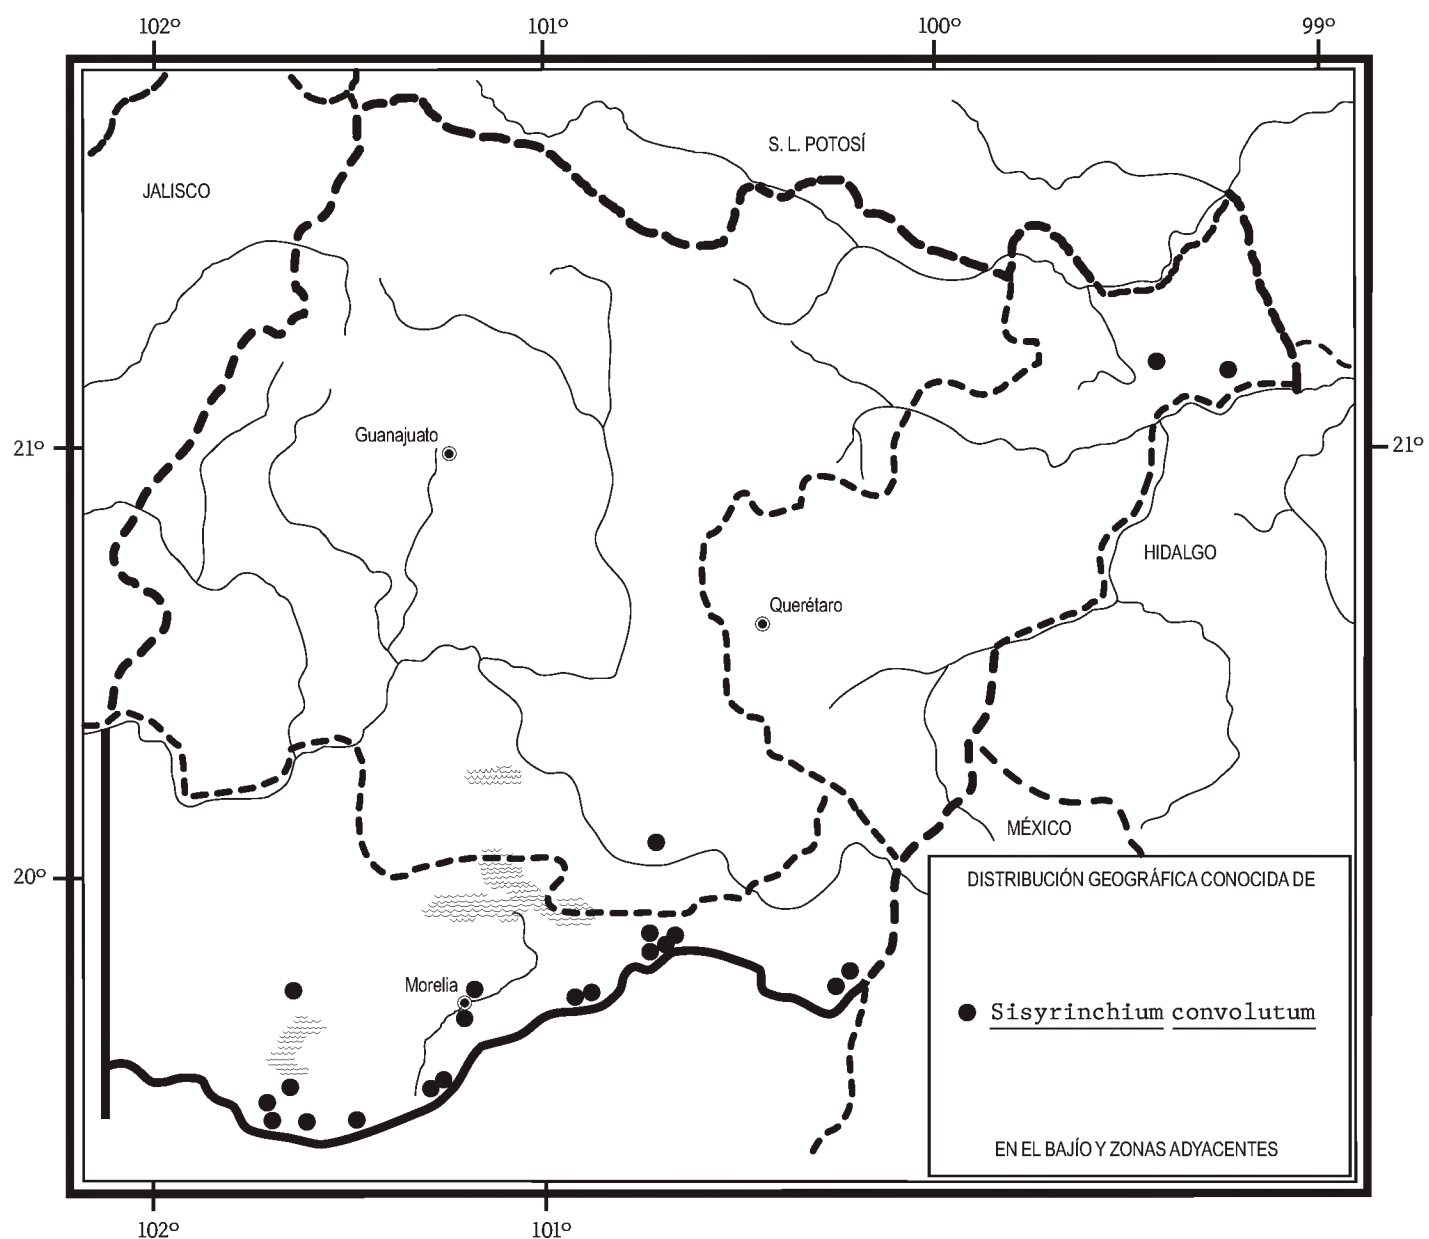 102º 101º 100º 99º
S. L. POTOSÍ
JALISCO
Guanajuato
21º 21º
HIDALGO
Querétaro
MÉXICO
20º
DISTRIBUCIÓN GEOGRÁFICA CONOCIDA DE
Morelia
Sisyrinchium convolutum
EN EL BAJÍO Y ZONAS ADYACENTES
102º 101º